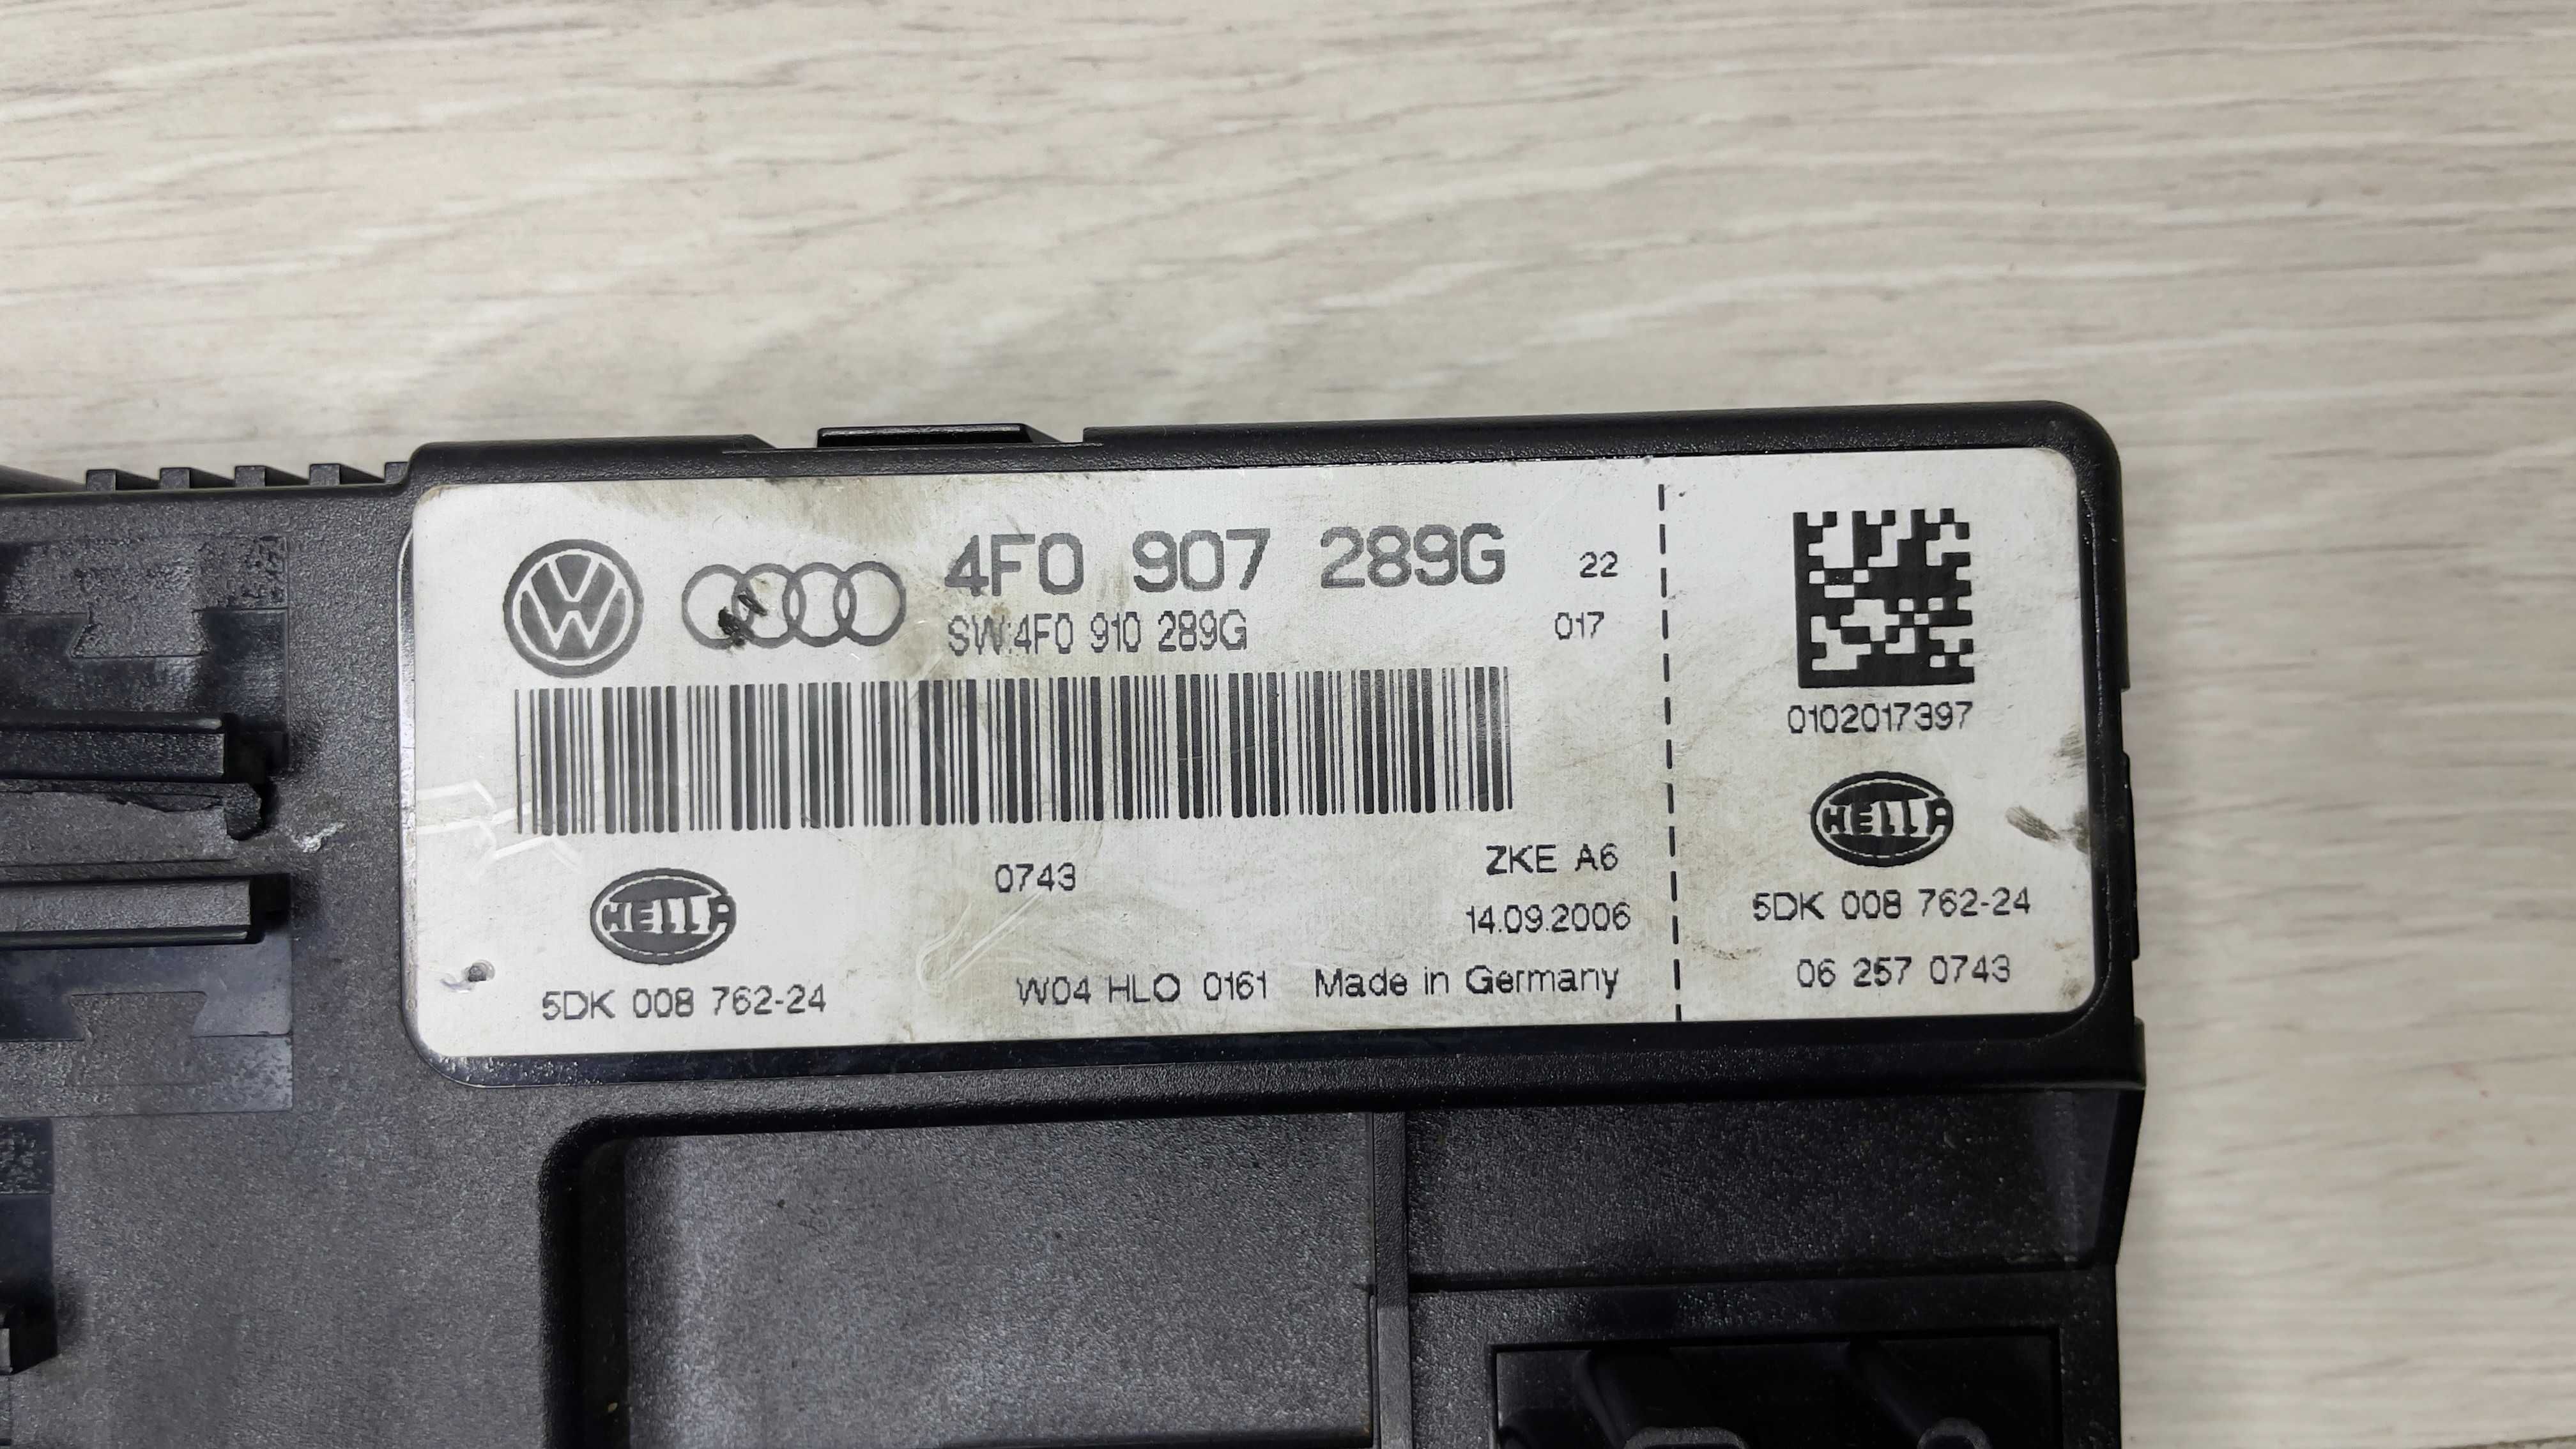 4F0 907 289G 22
SW:4F0 910 289G 017
0743
ZKE A6
14.09.2006
HELLA
5DK 008 762-24
W04 HLO 0161 Made in Germany
0102017397
HELLA
5DK 008 762-24
06 257 0743